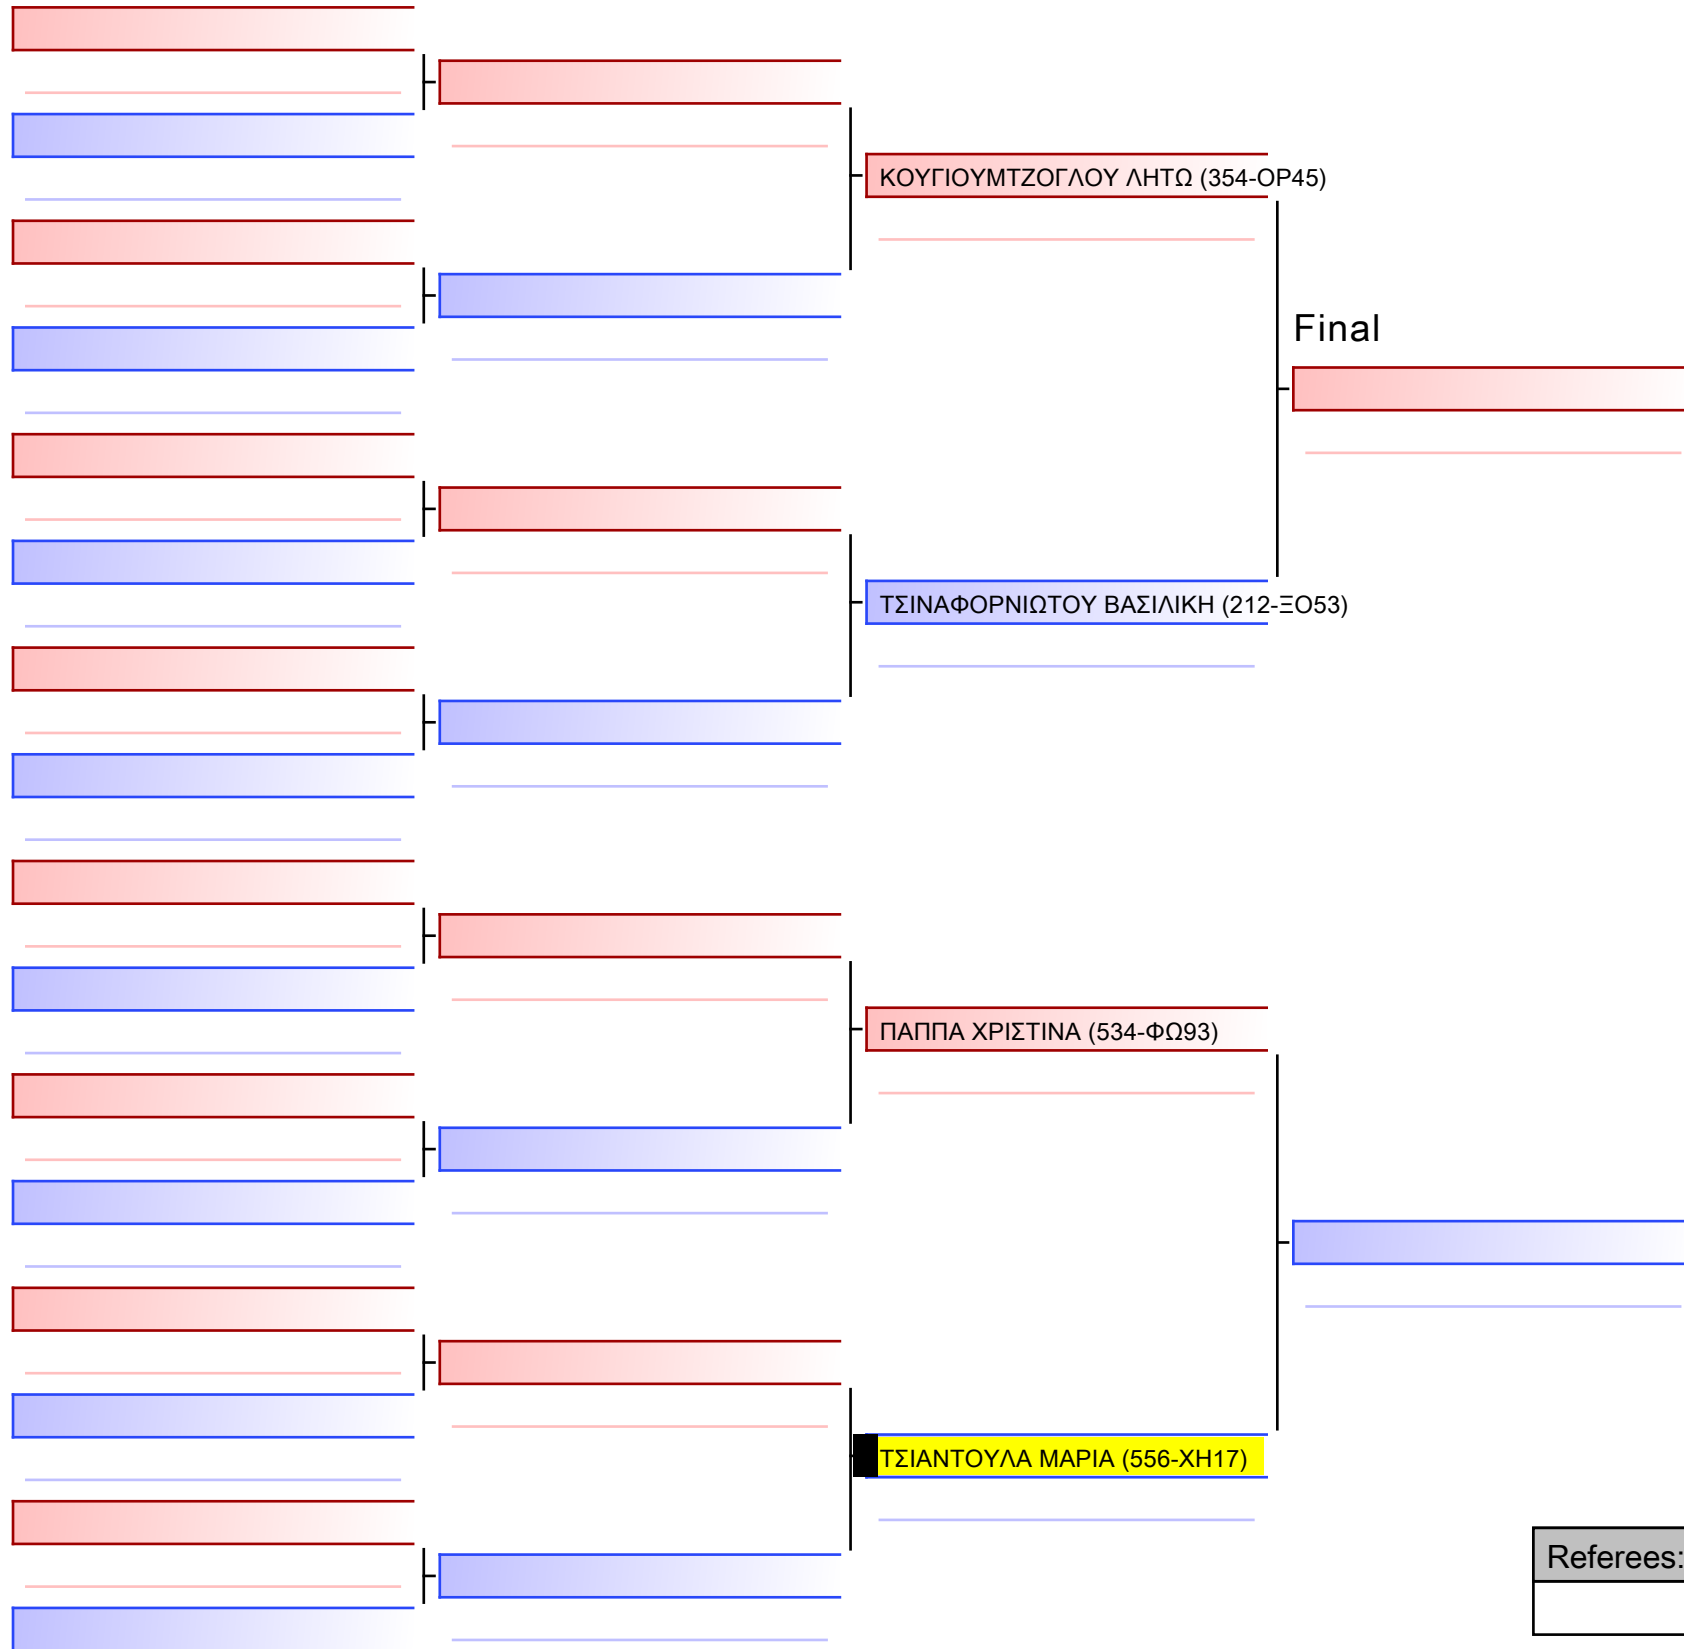 ΚΟΥΓΙΟΥΜΤΖΟΓΛΟΥ ΛΗΤΩ (354-ΟΡ45)
Final
ΤΣΙΝΑΦΟΡΝΙΩΤΟΥ ΒΑΣΙΛΙΚΗ (212-ΞΟ53)
ΠΑΠΠΑ ΧΡΙΣΤΙΝΑ (534-ΦΩ93)
ΤΣΙΑΝΤΟΥΛΑ ΜΑΡΙΑ (556-ΧΗ17)
Referees: